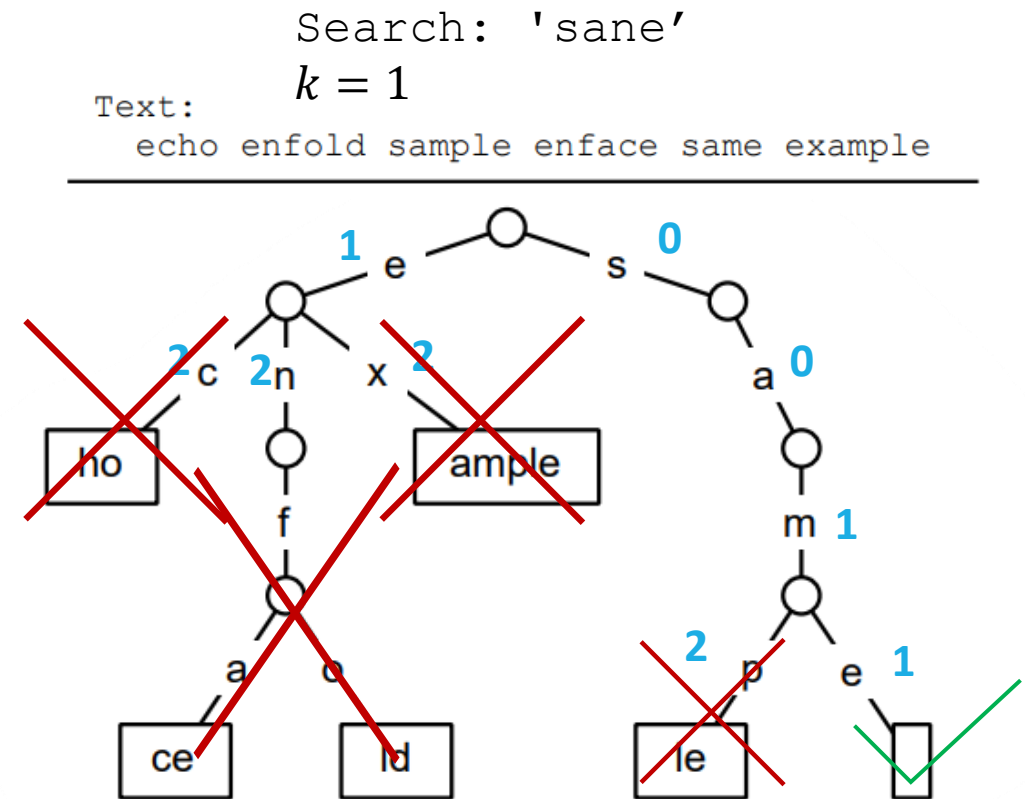 Search: 'sane’
k = 1
Text:
echo enfold sample enface same example
1 e s 0
2 c 2 n x 2 a 0
ho ample
f m 1
a o 2 p e 1
ce ld le